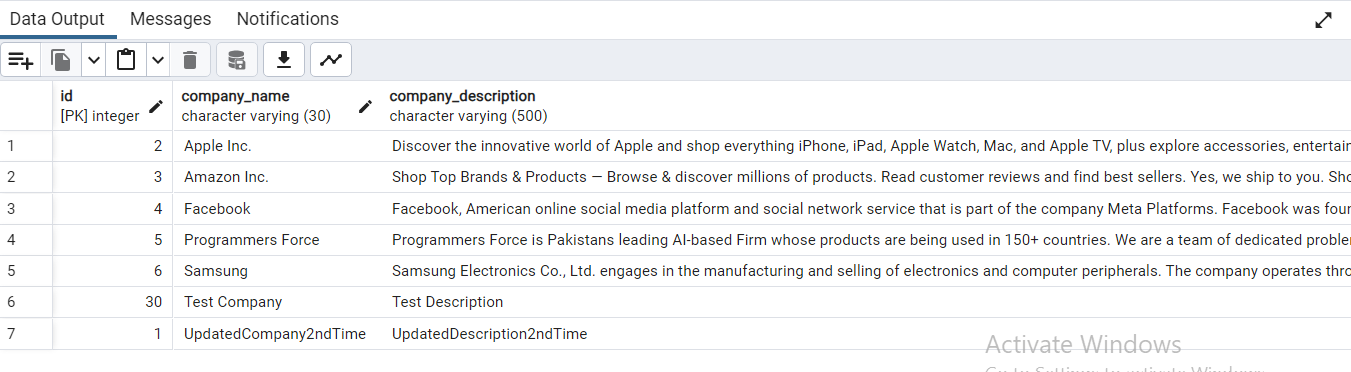 Data Output Messages Notifications
id company_name company_description
[PK] integer character varying (30) character varying (500)
1 2 Apple Inc. Discover the innovative world of Apple and shop everything iPhone, iPad, Apple Watch, Mac, and Apple TV, plus explore accessories, entertain
2 3 Amazon Inc. Shop Top Brands & Products — Browse & discover millions of products. Read customer reviews and find best sellers. Yes, we ship to you. Sho
3 4 Facebook Facebook, American online social media platform and social network service that is part of the company Meta Platforms. Facebook was foun
4 5 Programmers Force Programmers Force is Pakistans leading AI-based Firm whose products are being used in 150+ countries. We are a team of dedicated proble
5 6 Samsung Samsung Electronics Co., Ltd. engages in the manufacturing and selling of electronics and computer peripherals. The company operates thro
6 30 Test Company Test Description
7 1 UpdatedCompany2ndTime UpdatedDescription2ndTime
Activate Windows